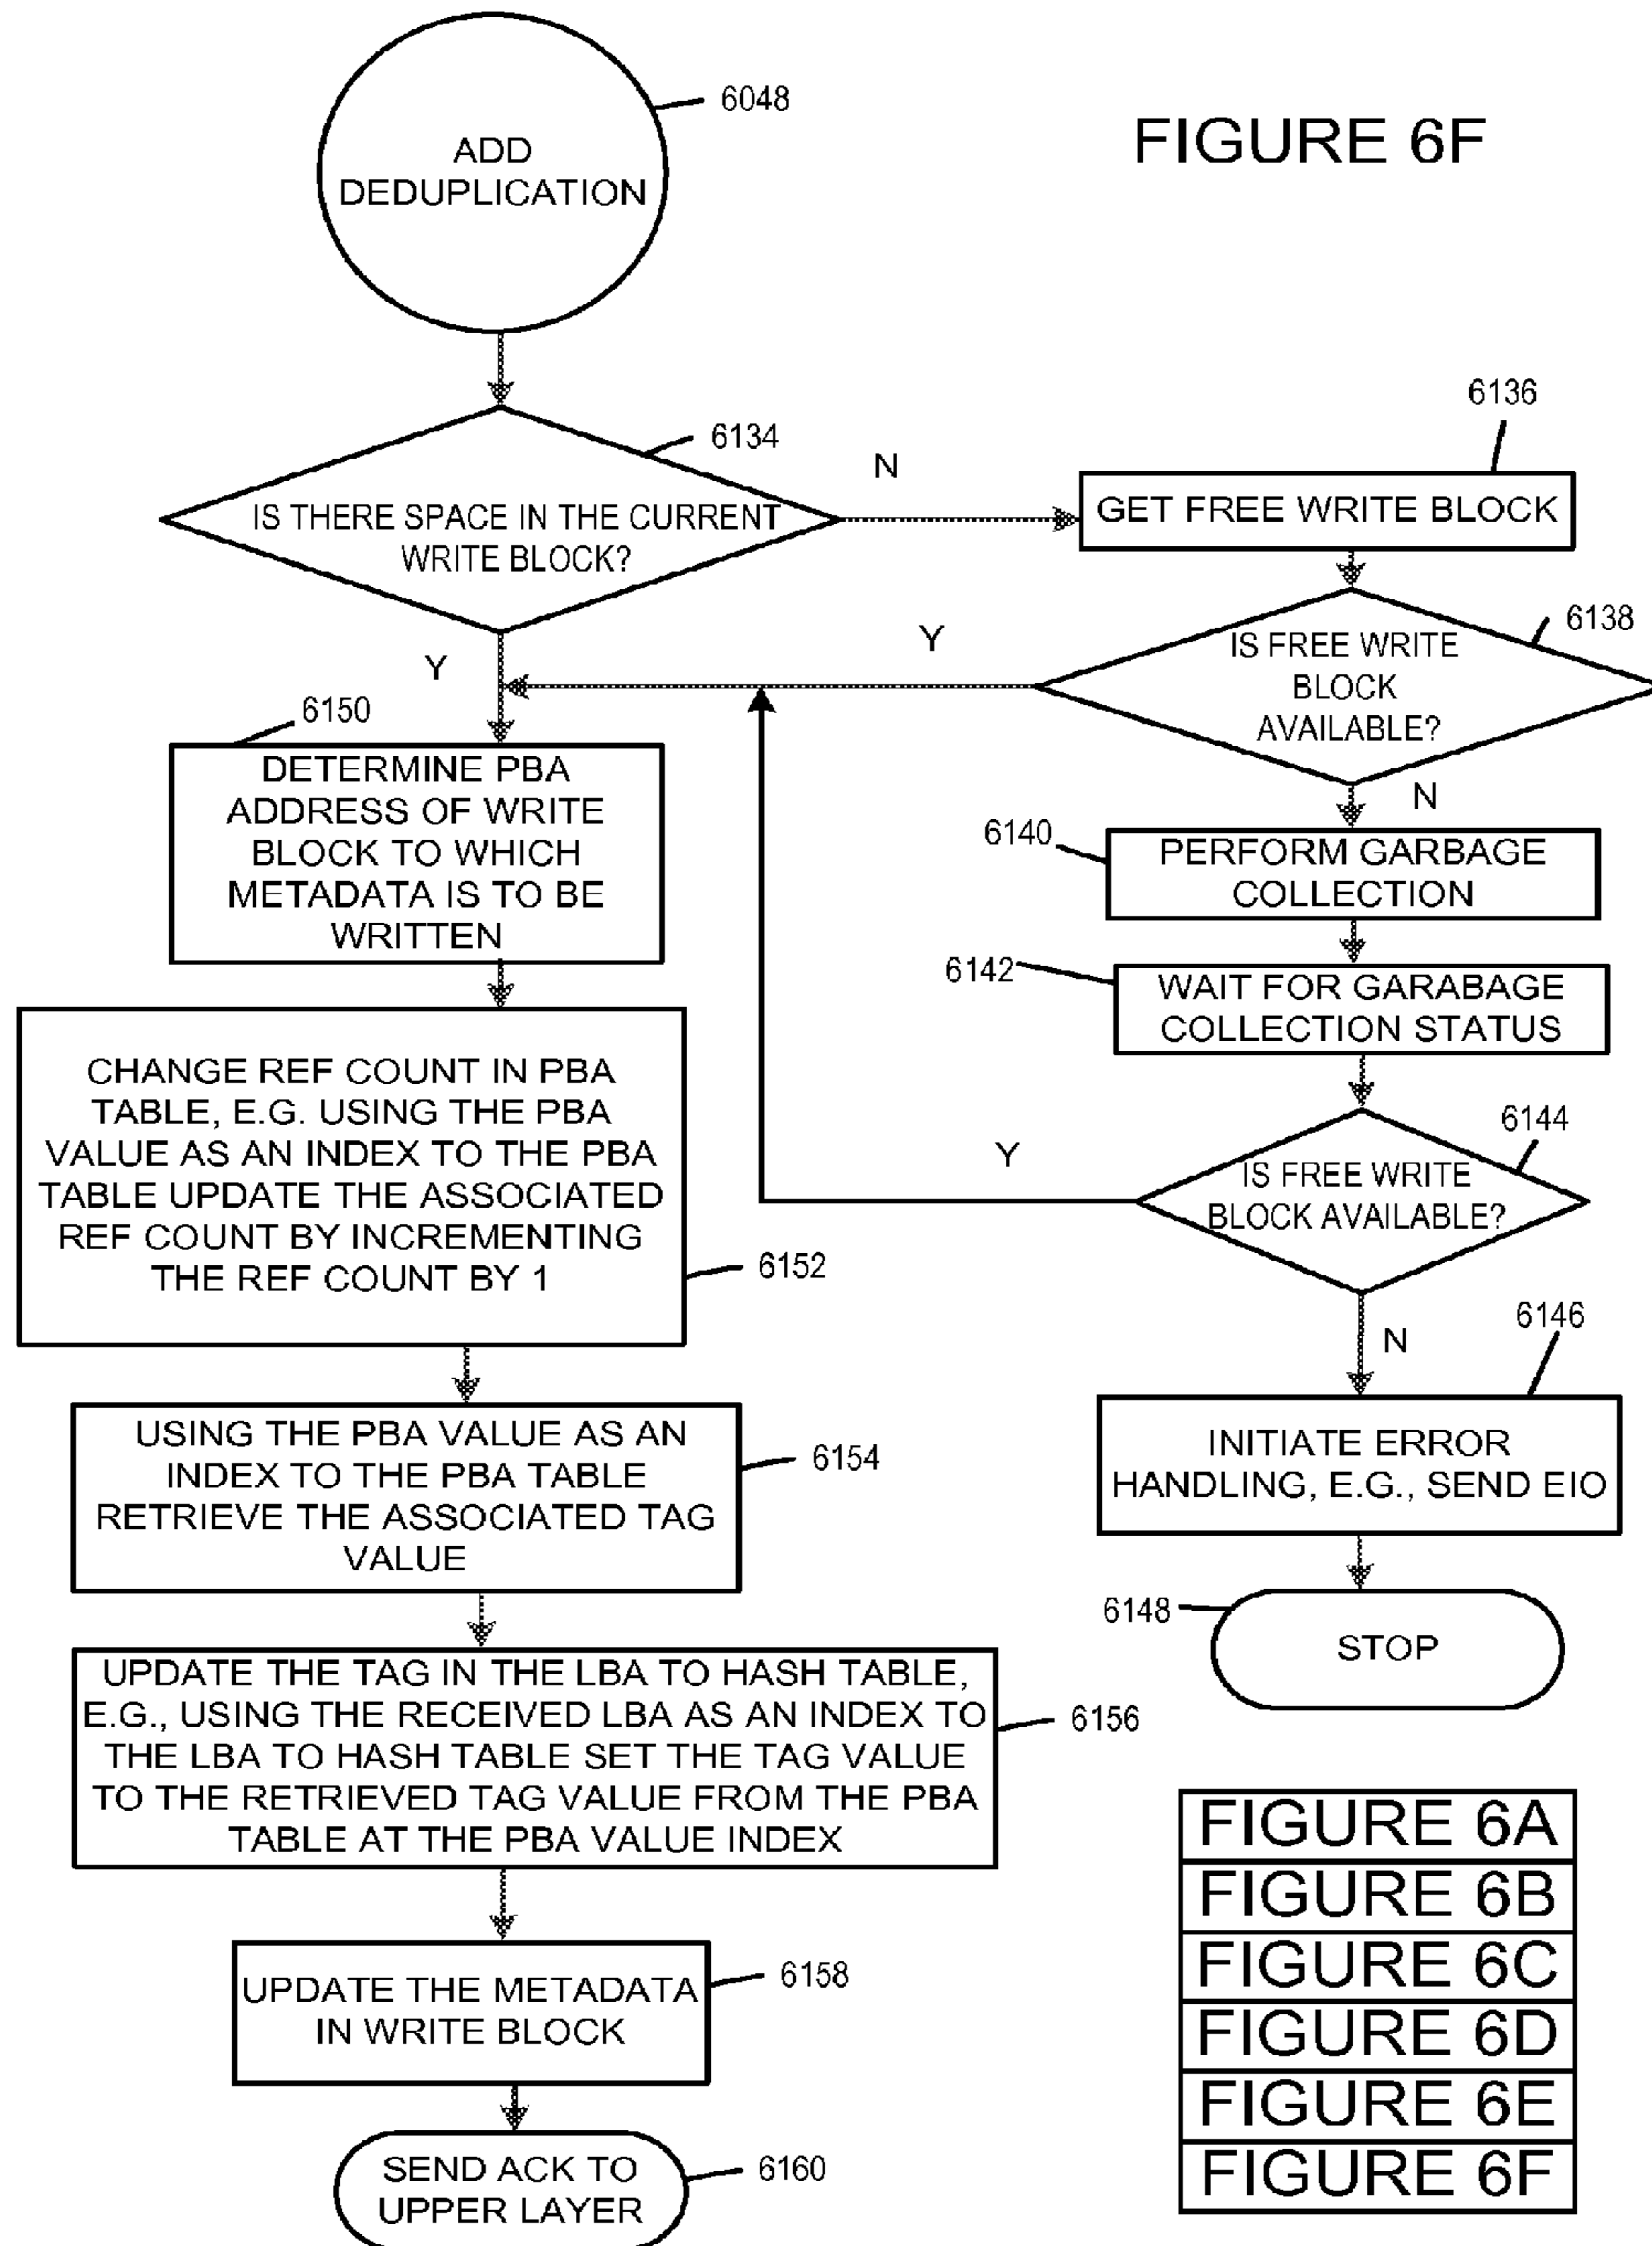 FIGURE 6F
6048
ADD
DEDUPLICATION
6134
IS THERE SPACE IN THE CURRENT
WRITE BLOCK?
N
Y
6136
GET FREE WRITE BLOCK
6138
IS FREE WRITE
BLOCK
AVAILABLE?
Y
N
6140
PERFORM GARBAGE
COLLECTION
6142
WAIT FOR GARABAGE
COLLECTION STATUS
6144
IS FREE WRITE
BLOCK AVAILABLE?
Y
N
6146
INITIATE ERROR
HANDLING, E.G., SEND EIO
6148
STOP
6150
DETERMINE PBA
ADDRESS OF WRITE
BLOCK TO WHICH
METADATA IS TO BE
WRITTEN
CHANGE REF COUNT IN PBA
TABLE, E.G. USING THE PBA
VALUE AS AN INDEX TO THE PBA
TABLE UPDATE THE ASSOCIATED
REF COUNT BY INCREMENTING
THE REF COUNT BY 1
6152
USING THE PBA VALUE AS AN
INDEX TO THE PBA TABLE
RETRIEVE THE ASSOCIATED TAG
VALUE
6154
UPDATE THE TAG IN THE LBA TO HASH TABLE,
E.G., USING THE RECEIVED LBA AS AN INDEX TO
THE LBA TO HASH TABLE SET THE TAG VALUE
TO THE RETRIEVED TAG VALUE FROM THE PBA
TABLE AT THE PBA VALUE INDEX
6156
UPDATE THE METADATA
IN WRITE BLOCK
6158
SEND ACK TO
UPPER LAYER
6160
FIGURE 6A
FIGURE 6B
FIGURE 6C
FIGURE 6D
FIGURE 6E
FIGURE 6F